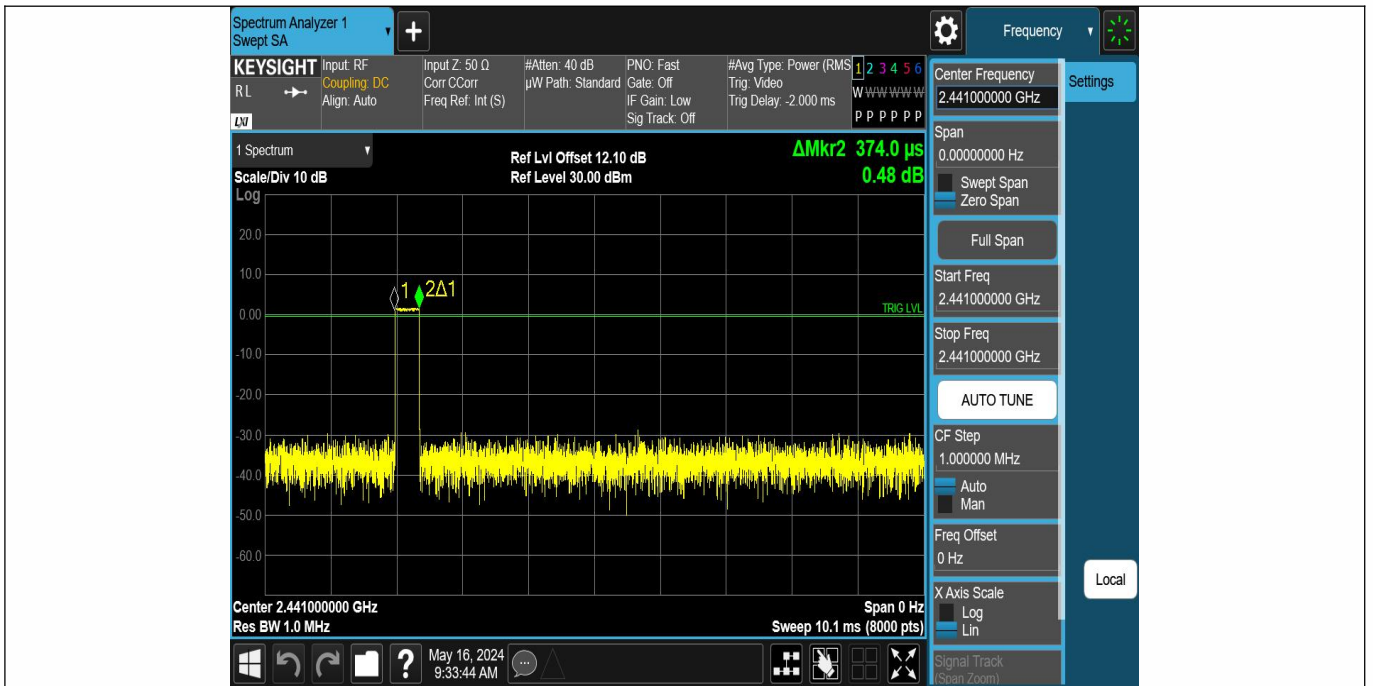 Spectrum Analyzer 1
Swept SA
+
Frequency
KEYSIGHT
RL
LXI
Input: RF
Coupling: DC
Align: Auto
Input Z: 50 Ω
Corr CCorr
Freq Ref: Int (S)
#Atten: 40 dB
µW Path: Standard
PNO: Fast
Gate: Off
IF Gain: Low
Sig Track: Off
#Avg Type: Power (RMS
Trig: Video
Trig Delay: -2.000 ms
1 2 3 4 5 6
W W W W W W
P P P P P P
1 Spectrum
Scale/Div 10 dB
Ref Lvl Offset 12.10 dB
Ref Level 30.00 dBm
ΔMkr2 374.0 µs
0.48 dB
Log
20.0
10.0
0.00
-10.0
-20.0
-30.0
-40.0
-50.0
-60.0
1
2Δ1
TRIG LVL
Center 2.441000000 GHz
Res BW 1.0 MHz
Span 0 Hz
Sweep 10.1 ms (8000 pts)
Center Frequency
2.441000000 GHz
Settings
Span
0.00000000 Hz
Swept Span
Zero Span
Full Span
Start Freq
2.441000000 GHz
Stop Freq
2.441000000 GHz
AUTO TUNE
CF Step
1.000000 MHz
Auto
Man
Freq Offset
0 Hz
X Axis Scale
Log
Lin
Signal Track
(Span Zoom)
Local
?
May 16, 2024
9:33:44 AM